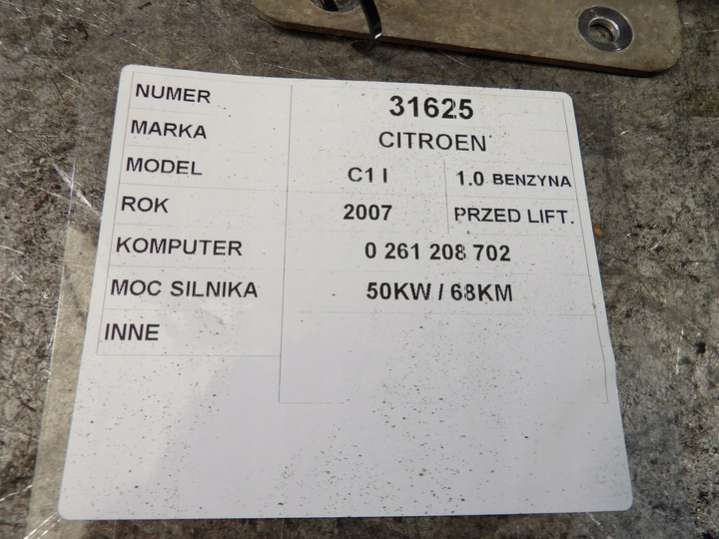 NUMER 31625
MARKA CITROEN
MODEL C1 I 1.0 BENZYNA
ROK 2007 PRZED LIFT.
KOMPUTER 0 261 208 702
MOC SILNIKA 50KW / 68KM
INNE